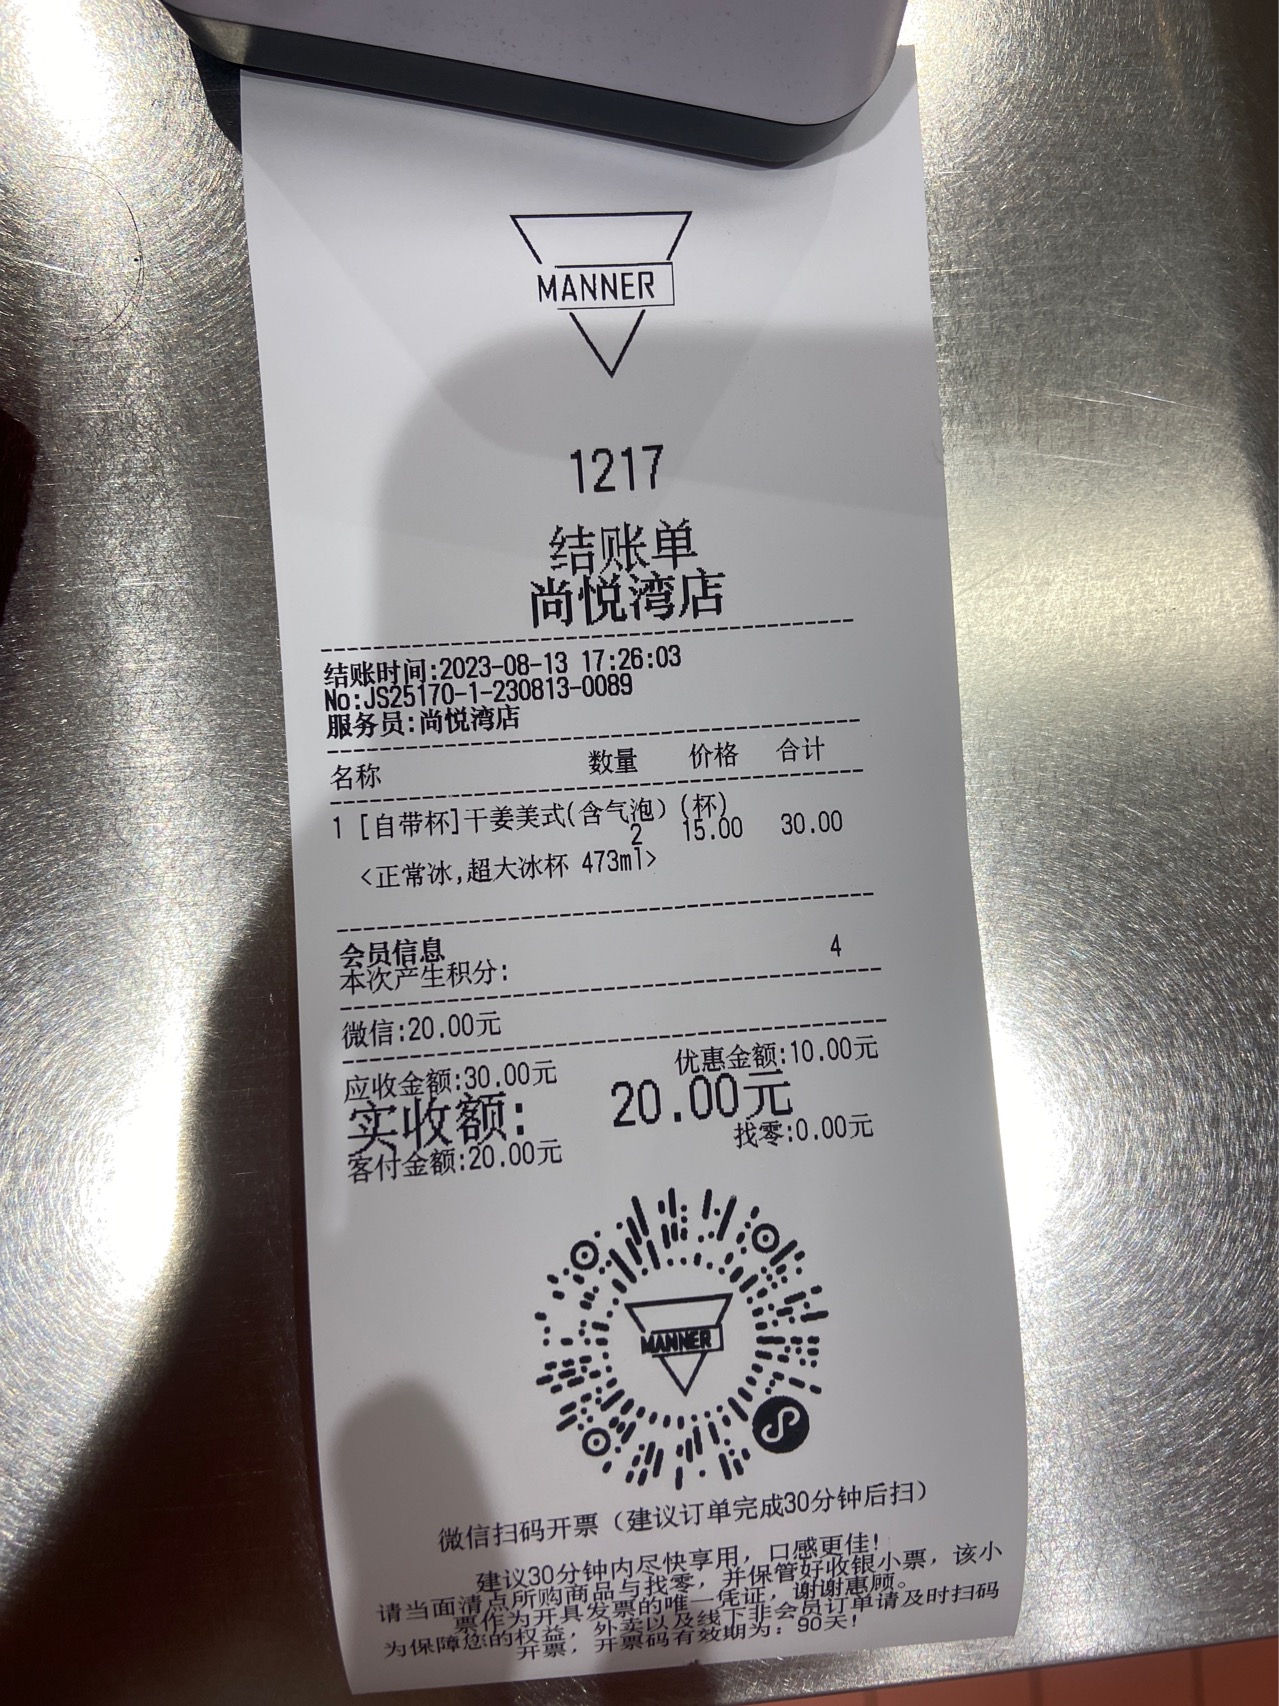 MANNER
1217
结账单
尚悦湾店
结账时间:2023-08-13 17:26:03
No:JS25170-1-230813-0089
服务员:尚悦湾店
名称 数量 价格 合计
1 [自带杯]干姜美式(含气泡) (杯)
2 15.00 30.00
<正常冰,超大冰杯 473ml>
会员信息
本次产生积分: 4
微信:20.00元
应收金额:30.00元 优惠金额:10.00元
实收额: 20.00元
客付金额:20.00元 找零:0.00元
MANNER
微信扫码开票（建议订单完成30分钟后扫）
建议30分钟内尽快享用，口感更佳！
请当面清点所购商品与找零，并保管好收银小票，该小
票作为开具发票的唯一凭证，谢谢惠顾。
为保障您的权益，外卖以及线下非会员订单请及时扫码
开票，开票码有效期为：90天！